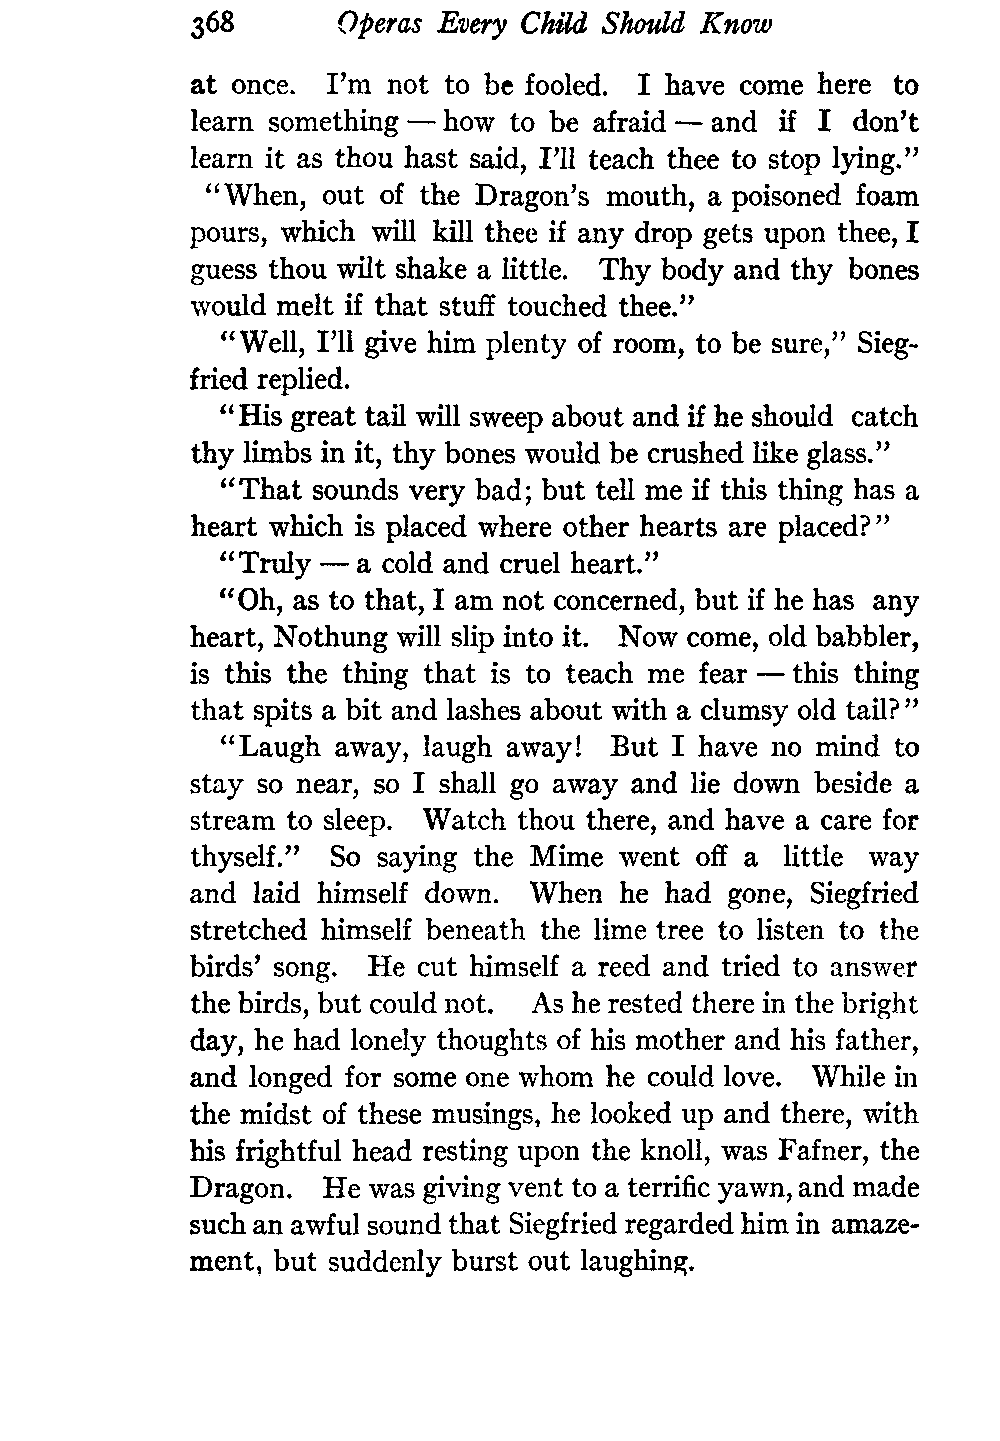 368 Operas Every Child Should Know
at once. I'm not to be fooled. I have come here to
learn something — how to be afraid — and if I don't
learn it as thou hast said, I'll teach thee to stop lying."
"When, out of the Dragon's mouth, a poisoned foam
pours, which will kill thee if any drop gets upon thee, I
guess thou wilt shake a little. Thy body and thy bones
would melt if that stuff touched thee."
"Well, I'll give him plenty of room, to be sure," Sieg-
fried replied.
"His great tail will sweep about and if he should catch
thy limbs in it, thy bones would be crushed like glass."
"That sounds very bad; but tell me if this thing has a
heart which is placed where other hearts are placed?"
"Truly — a cold and cruel heart."
"Oh, as to that, I am not concerned, but if he has any
heart, Nothung will slip into it. Now come, old babbler,
is this the thing that is to teach me fear — this thing
that spits a bit and lashes about with a clumsy old tail?"
"Laugh away, laugh away! But I have no mind to
stay so near, so I shall go away and lie down beside a
stream to sleep. Watch thou there, and have a care for
thyself." So saying the Mime went off a little way
and laid himself down. When he had gone, Siegfried
stretched himself beneath the lime tree to listen to the
birds' song. He cut himself a reed and tried to answer
the birds, but could not. As he rested there in the bright
day, he had lonely thoughts of his mother and his father,
and longed for some one whom he could love. While in
the midst of these musings, he looked up and there, with
his frightful head resting upon the knoll, was Fafner, the
Dragon. He was giving vent to a terrific yawn, and made
such an awful sound that Siegfried regarded him in amaze-
ment, but suddenly burst out laughing.